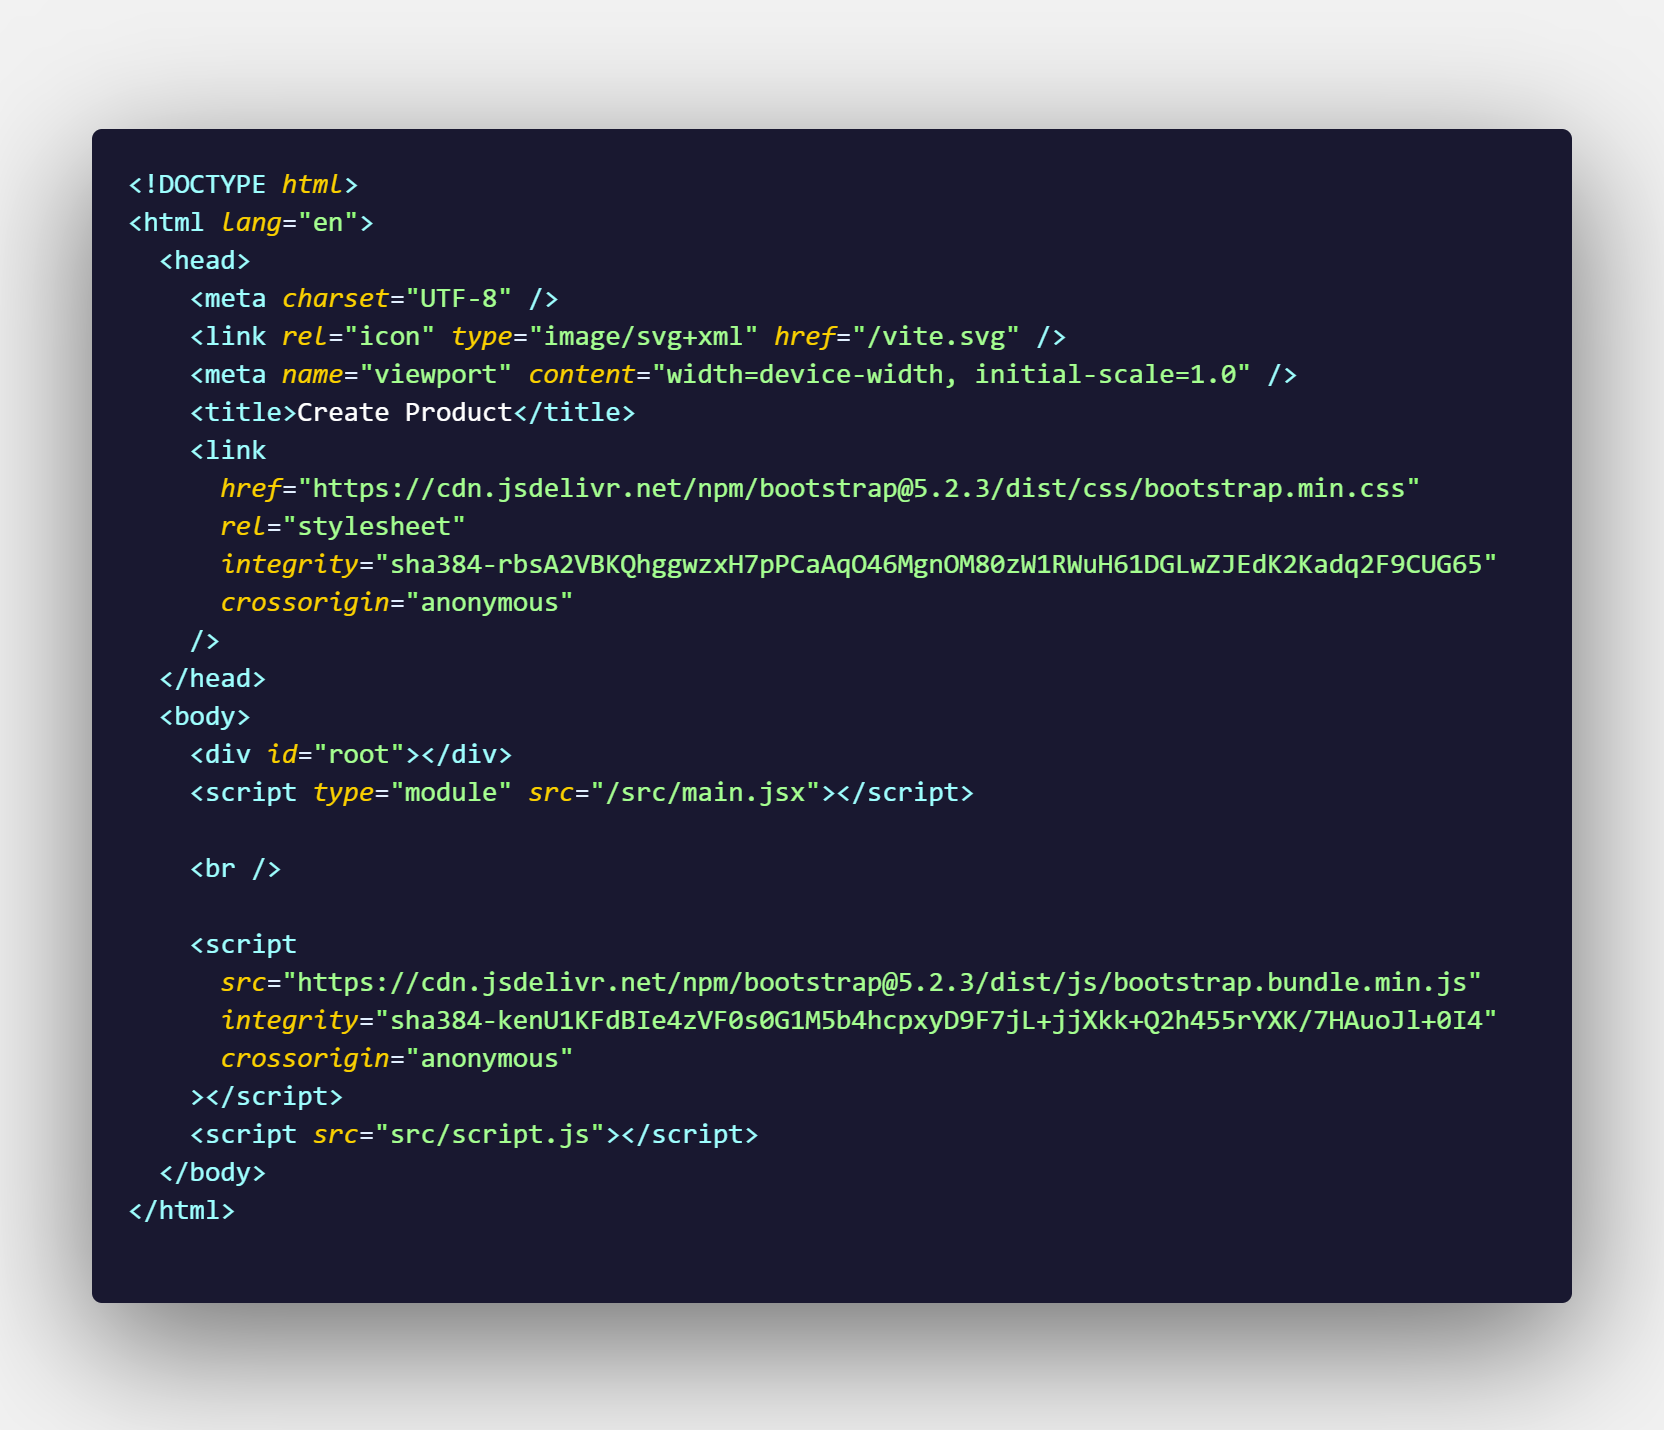 <!DOCTYPE html>
<html lang="en">
  <head>
    <meta charset="UTF-8" />
    <link rel="icon" type="image/svg+xml" href="/vite.svg" />
    <meta name="viewport" content="width=device-width, initial-scale=1.0" />
    <title>Create Product</title>
    <link
      href="https://cdn.jsdelivr.net/npm/bootstrap@5.2.3/dist/css/bootstrap.min.css"
      rel="stylesheet"
      integrity="sha384-rbsA2VBKQhggwzxH7pPCaAqO46MgnOM80zW1RWuH61DGLwZJEdK2Kadq2F9CUG65"
      crossorigin="anonymous"
    />
  </head>
  <body>
    <div id="root"></div>
    <script type="module" src="/src/main.jsx"></script>

    <br />

    <script
      src="https://cdn.jsdelivr.net/npm/bootstrap@5.2.3/dist/js/bootstrap.bundle.min.js"
      integrity="sha384-kenU1KFdBIe4zVF0s0G1M5b4hcpxyD9F7jL+jjXkk+Q2h455rYXK/7HAuoJl+0I4"
      crossorigin="anonymous"
    ></script>
    <script src="src/script.js"></script>
  </body>
</html>